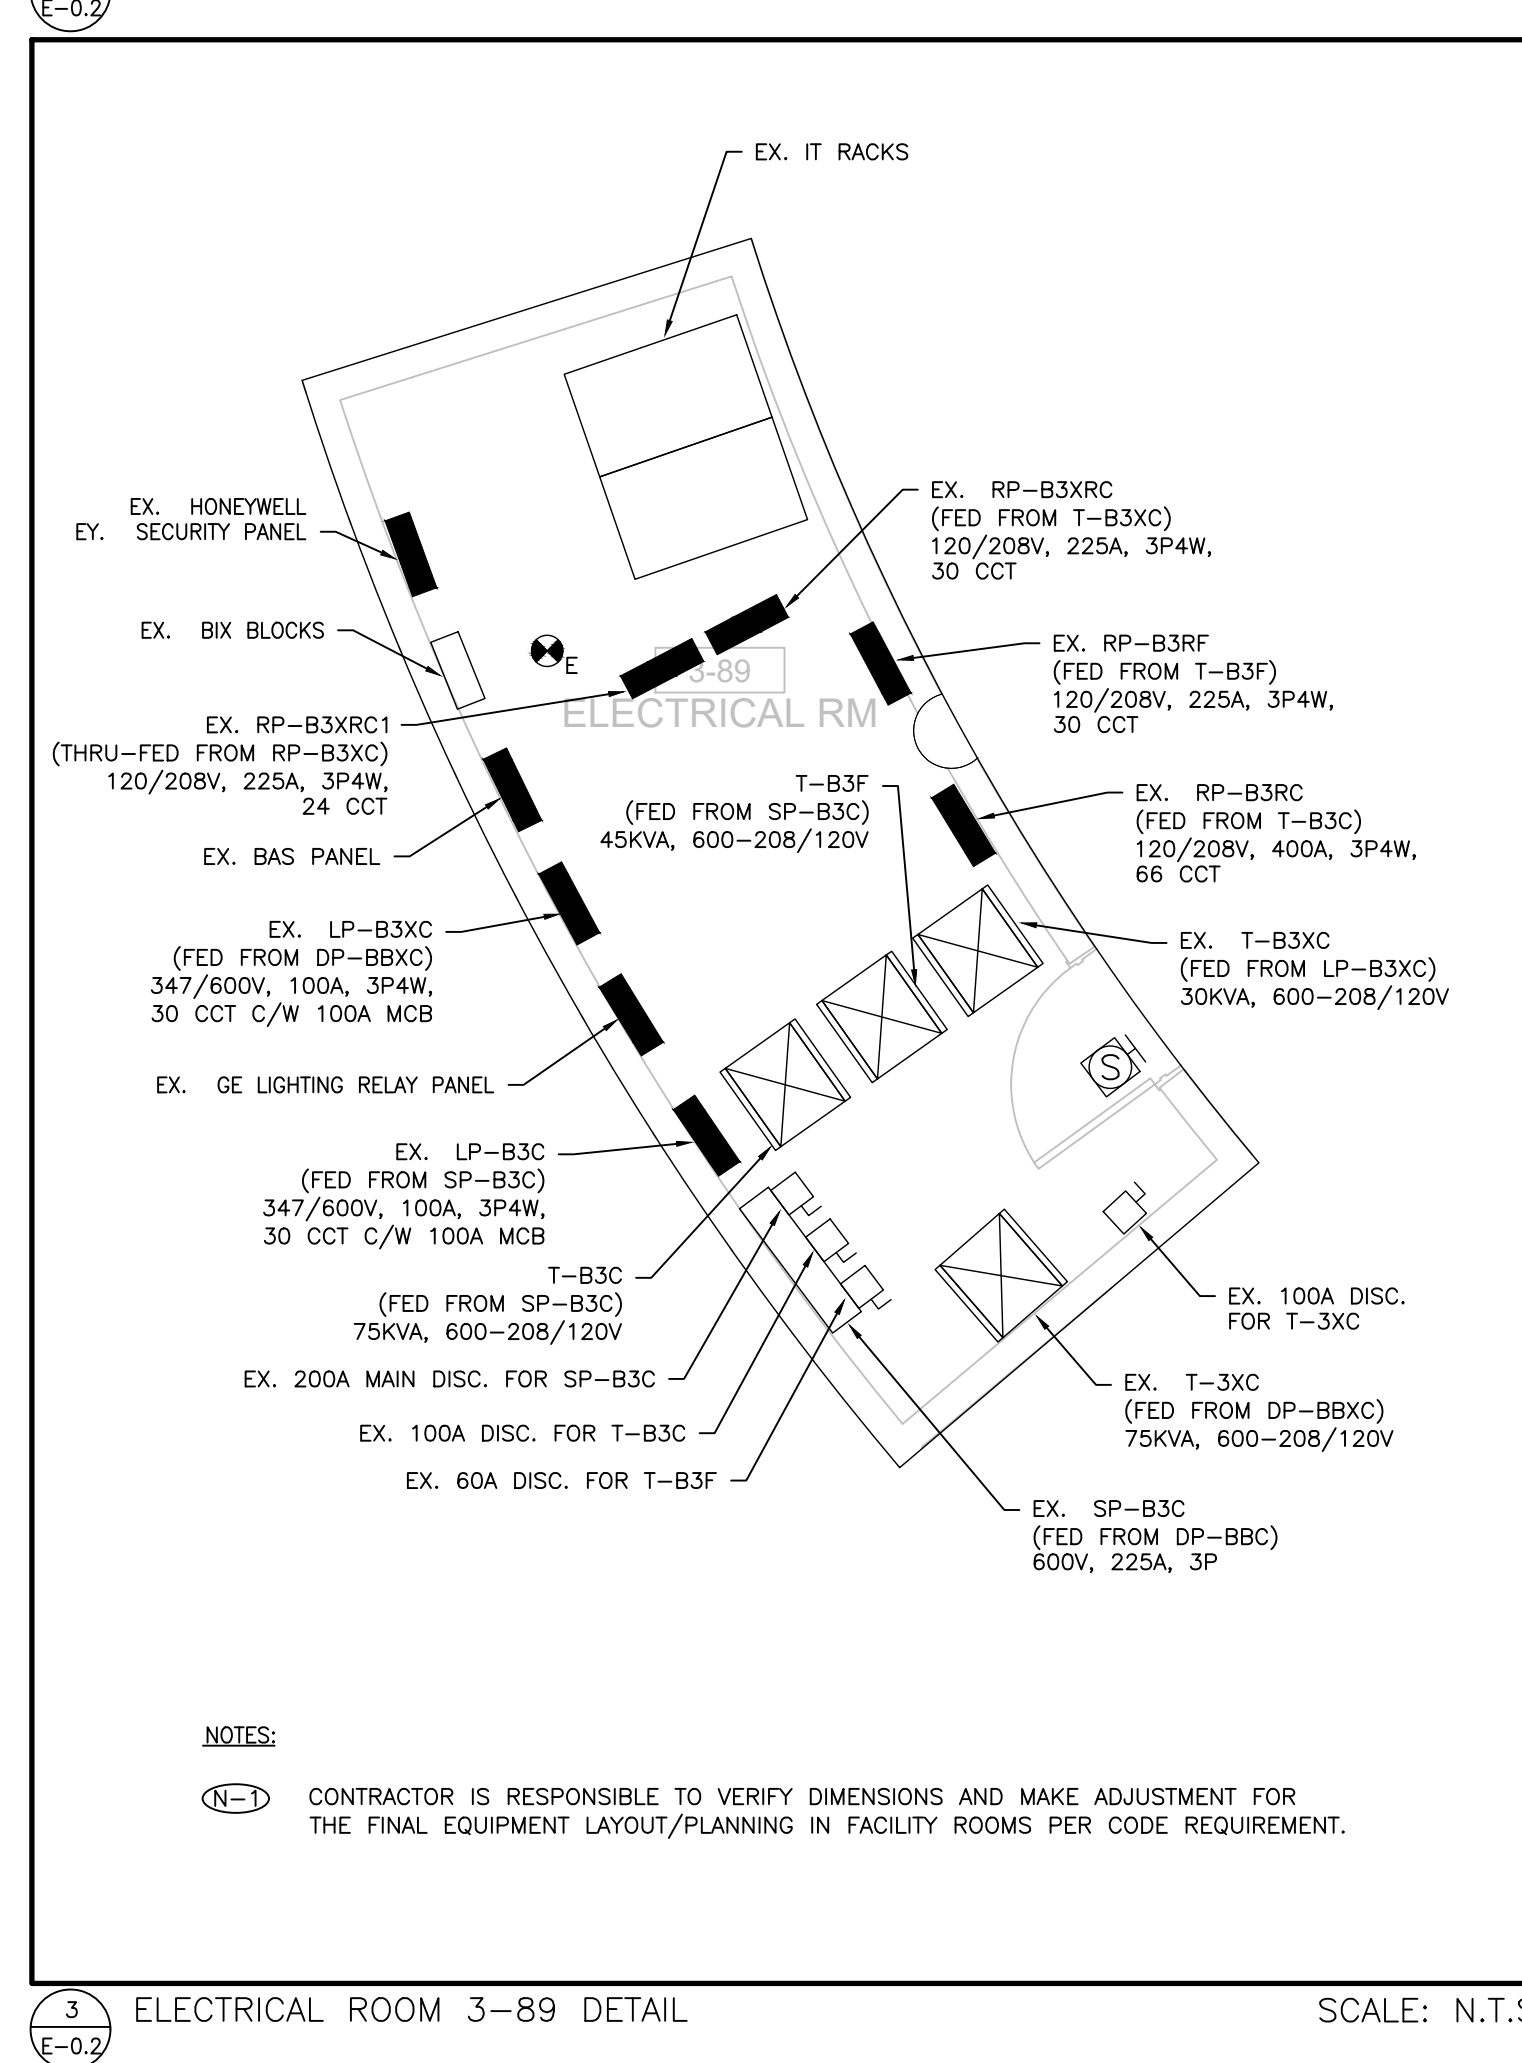 E-0.2
EX. IT RACKS
EX. HONEYWELL
EY. SECURITY PANEL
EX. RP-B3XRC
(FED FROM T-B3XC)
120/208V, 225A, 3P4W,
30 CCT
EX. BIX BLOCKS
E
3-89
ELECTRICAL RM
EX. RP-B3RF
(FED FROM T-B3F)
120/208V, 225A, 3P4W,
30 CCT
EX. RP-B3XRC1
(THRU-FED FROM RP-B3XC)
120/208V, 225A, 3P4W,
24 CCT
T-B3F
(FED FROM SP-B3C)
45KVA, 600-208/120V
EX. RP-B3RC
(FED FROM T-B3C)
120/208V, 400A, 3P4W,
66 CCT
EX. BAS PANEL
EX. LP-B3XC
(FED FROM DP-BBXC)
347/600V, 100A, 3P4W,
30 CCT C/W 100A MCB
EX. T-B3XC
(FED FROM LP-B3XC)
30KVA, 600-208/120V
S
EX. GE LIGHTING RELAY PANEL
EX. LP-B3C
(FED FROM SP-B3C)
347/600V, 100A, 3P4W,
30 CCT C/W 100A MCB
T-B3C
(FED FROM SP-B3C)
75KVA, 600-208/120V
EX. 100A DISC.
FOR T-3XC
EX. 200A MAIN DISC. FOR SP-B3C
EX. T-3XC
(FED FROM DP-BBXC)
75KVA, 600-208/120V
EX. 100A DISC. FOR T-B3C
EX. 60A DISC. FOR T-B3F
EX. SP-B3C
(FED FROM DP-BBC)
600V, 225A, 3P
NOTES:
N-1 CONTRACTOR IS RESPONSIBLE TO VERIFY DIMENSIONS AND MAKE ADJUSTMENT FOR
THE FINAL EQUIPMENT LAYOUT/PLANNING IN FACILITY ROOMS PER CODE REQUIREMENT.
3
E-0.2
ELECTRICAL ROOM 3-89 DETAIL
SCALE: N.T.S